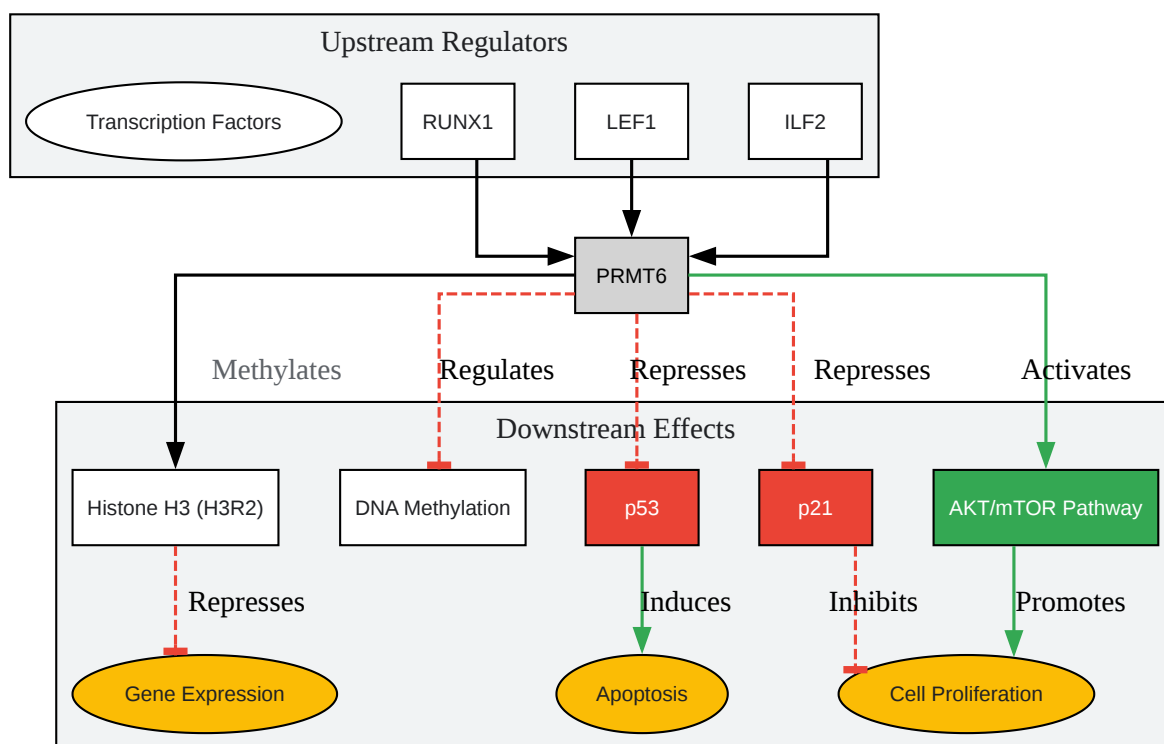 Upstream Regulators
Transcription Factors
RUNX1
LEF1
ILF2
PRMT6
Methylates
Regulates
Represses
Represses
Activates
Downstream Effects
Histone H3 (H3R2)
DNA Methylation
p53
p21
AKT/mTOR Pathway
Represses
Induces
Inhibits
Promotes
Gene Expression
Apoptosis
Cell Proliferation